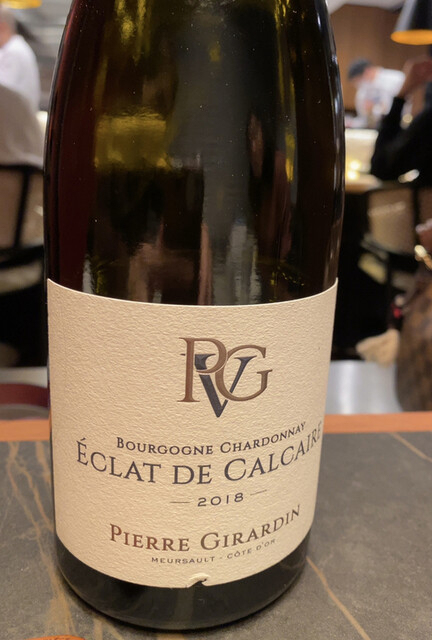 PVG
BOURGOGNE CHARDONNAY
ÉCLAT DE CALCAIRE
— 2018 —
PIERRE GIRARDIN
MEURSAULT - CÔTE D'OR